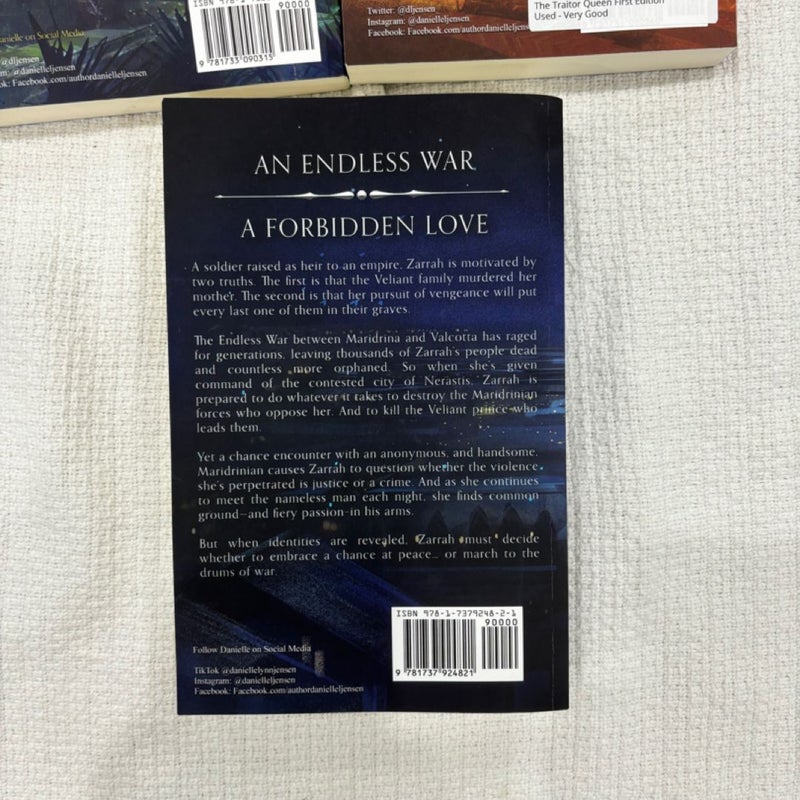 ISBN 978-1
90000
Danielle on Social Media
@dljensen
@danielleljensen
Facebook.com/authordanielleljensen
9 781733 090315
Twitter: @dljensen
Instagram: @danielleljensen
Facebook: Facebook.com/authordanielleljensen
The Traitor Queen First Edition
Used - Very Good
AN ENDLESS WAR
A FORBIDDEN LOVE
A soldier raised as heir to an empire, Zarrah is motivated by
two truths. The first is that the Veliant family murdered her
mother. The second is that her pursuit of vengeance will put
every last one of them in their graves.
The Endless War between Maridrina and Valcotta has raged
for generations, leaving thousands of Zarrah's people dead
and countless more orphaned. So when she's given
command of the contested city of Nerastis, Zarrah is
prepared to do whatever it takes to destroy the Maridrinian
forces who oppose her. And to kill the Veliant prince who
leads them.
Yet a chance encounter with an anonymous, and handsome,
Maridrinian causes Zarrah to question whether the violence
she's perpetrated is justice or a crime. And as she continues
to meet the nameless man each night, she finds common
ground—and fiery passion—in his arms.
But when identities are revealed, Zarrah must decide
whether to embrace a chance at peace... or march to the
drums of war.
ISBN 978-1-7379248-2-1
90000
9 781737 924821
Follow Danielle on Social Media
TikTok @daniellelynnjensen
Instagram: @danielleljensen
Facebook: Facebook.com/authordanielleljensen